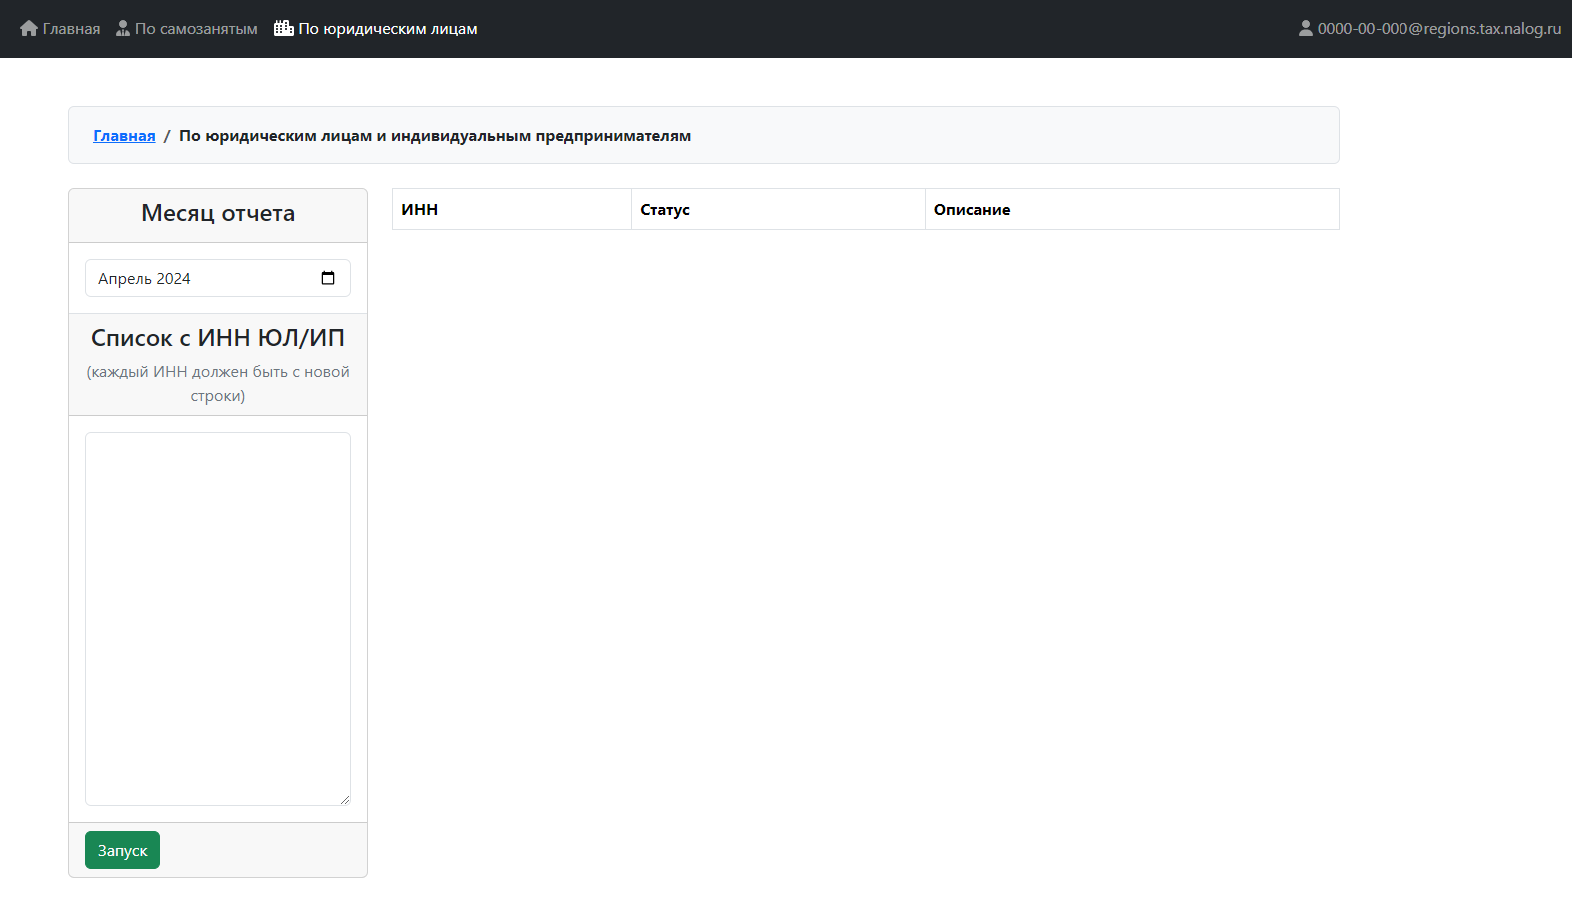 Главная По самозанятым По юридическим лицам 0000-00-000@regions.tax.nalog.ru
Главная / По юридическим лицам и индивидуальным предпринимателям
Месяц отчета
ИНН Статус Описание
Апрель 2024
Список с ИНН ЮЛ/ИП
(каждый ИНН должен быть с новой
строки)
Запуск